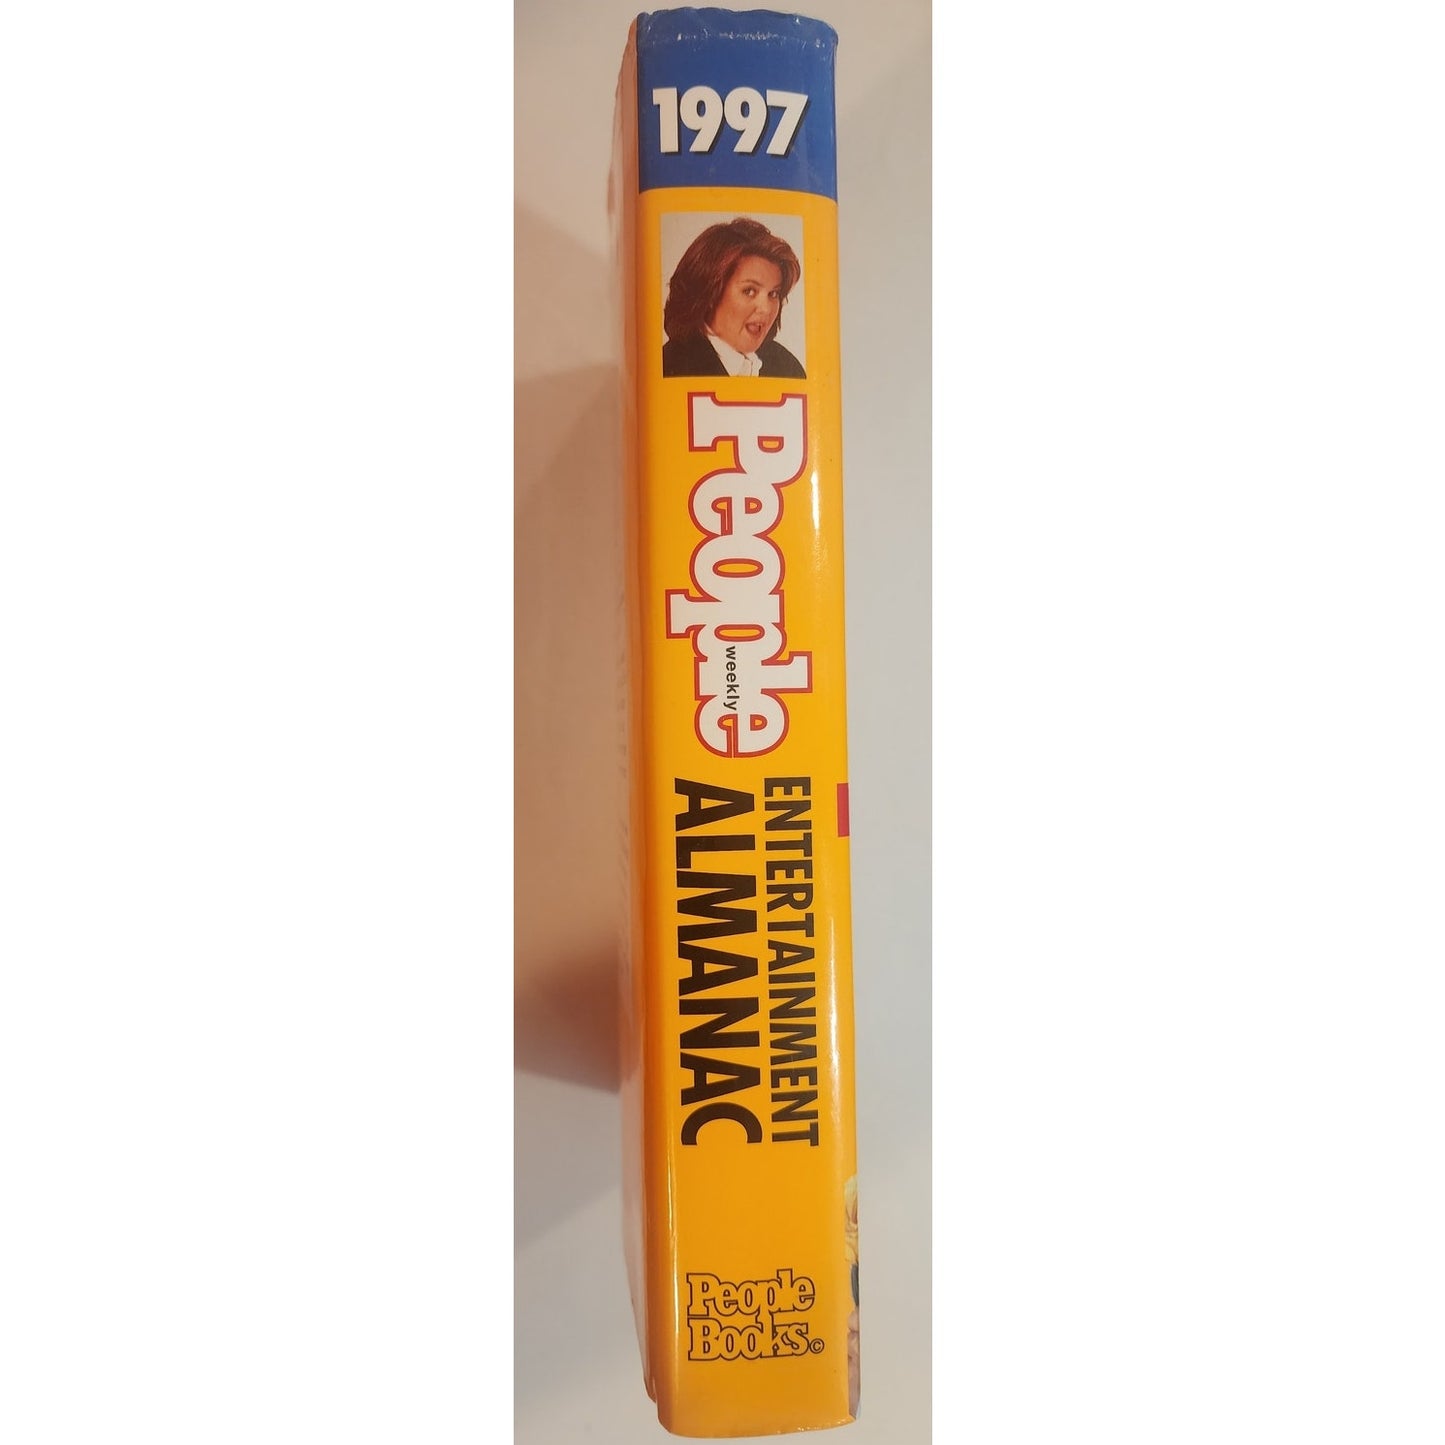 1997
People
weekly
ENTERTAINMENT
ALMANAC
People
Books©